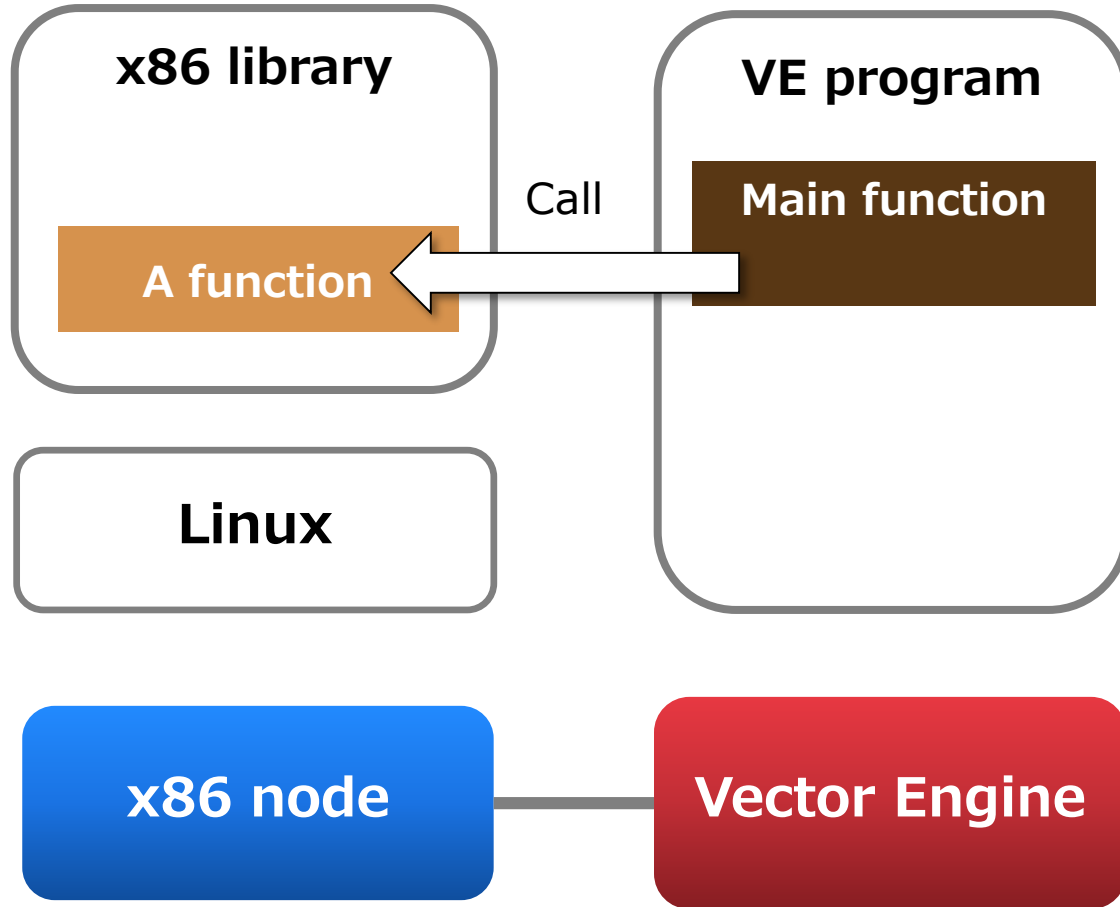 x86 library
VE program
Call
Main function
A function
Linux
x86 node
Vector Engine